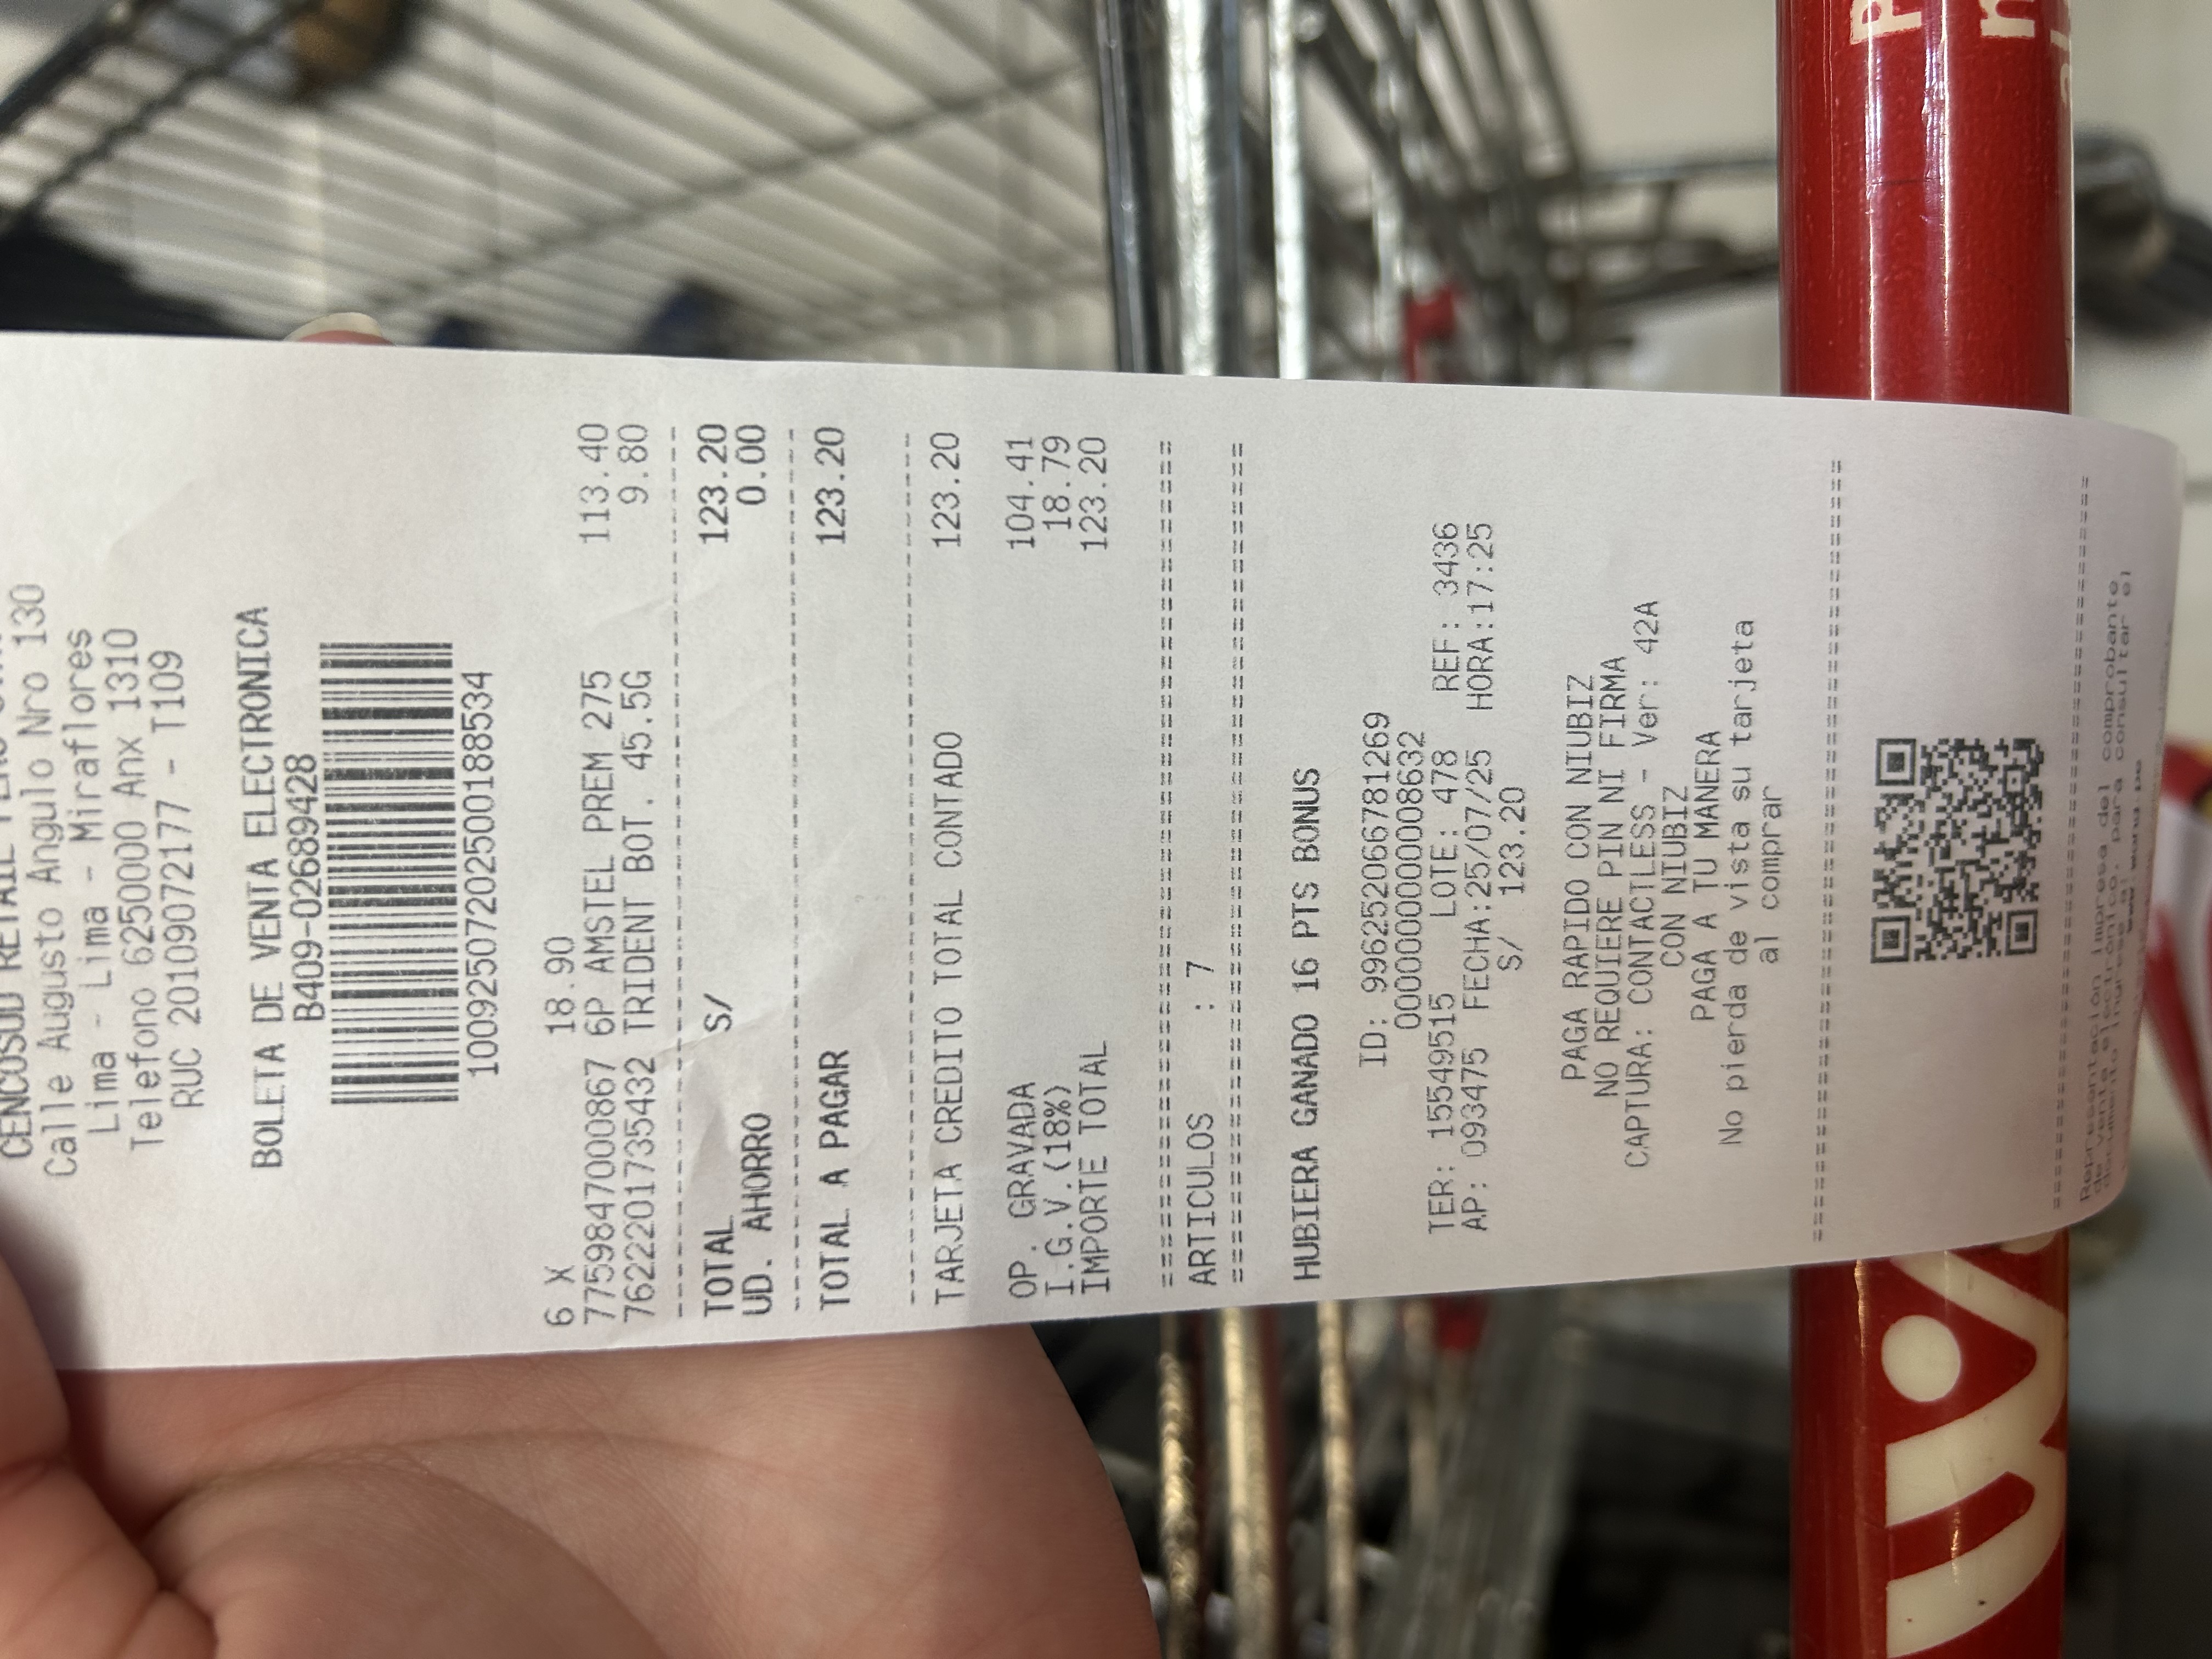 CENCOSUD RETAIL
Calle Augusto Angulo Nro 130
Lima - Lima - Miraflores
Telefono 6250000 Anx 1310
RUC 20109072177 - T109
BOLETA DE VENTA ELECTRONICA
B409-02689428
10092507202500188534
6 X 18.90
7759847000867 6P AMSTEL PREM 275 113.40
7622201735432 TRIDENT BOT. 45.5G 9.80
TOTAL S/ 123.20
UD. AHORRO 0.00
TOTAL A PAGAR 123.20
TARJETA CREDITO TOTAL CONTADO 123.20
OP. GRAVADA 104.41
I.G.V.(18%) 18.79
IMPORTE TOTAL 123.20
ARTICULOS : 7
HUBIERA GANADO 16 PTS BONUS
ID: 996252066781269
0000000000008632
TER: 15549515 LOTE: 478 REF: 3436
AP: 093475 FECHA:25/07/25 HORA:17:25
S/ 123.20
PAGA RAPIDO CON NIUBIZ
NO REQUIERE PIN NI FIRMA
CAPTURA: CONTACTLESS - Ver: 42A
CON NIUBIZ
PAGA A TU MANERA
No pierda de vista su tarjeta
al comprar
Representación impresa del comprobante
de venta electrónico, para consultar el
documento ingrese a:
www.wong.pe